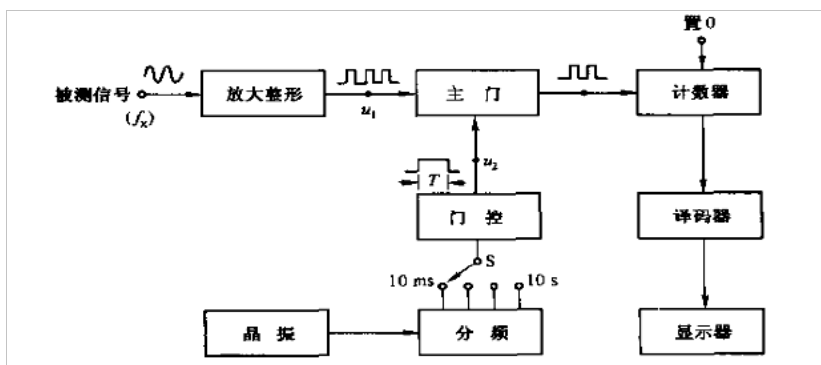 置 0
被测信号
(fx)
放大整形
u1
主 门
计数器
u2
T
门 控
译码器
S
10 ms
10 s
晶 振
分 频
显示器